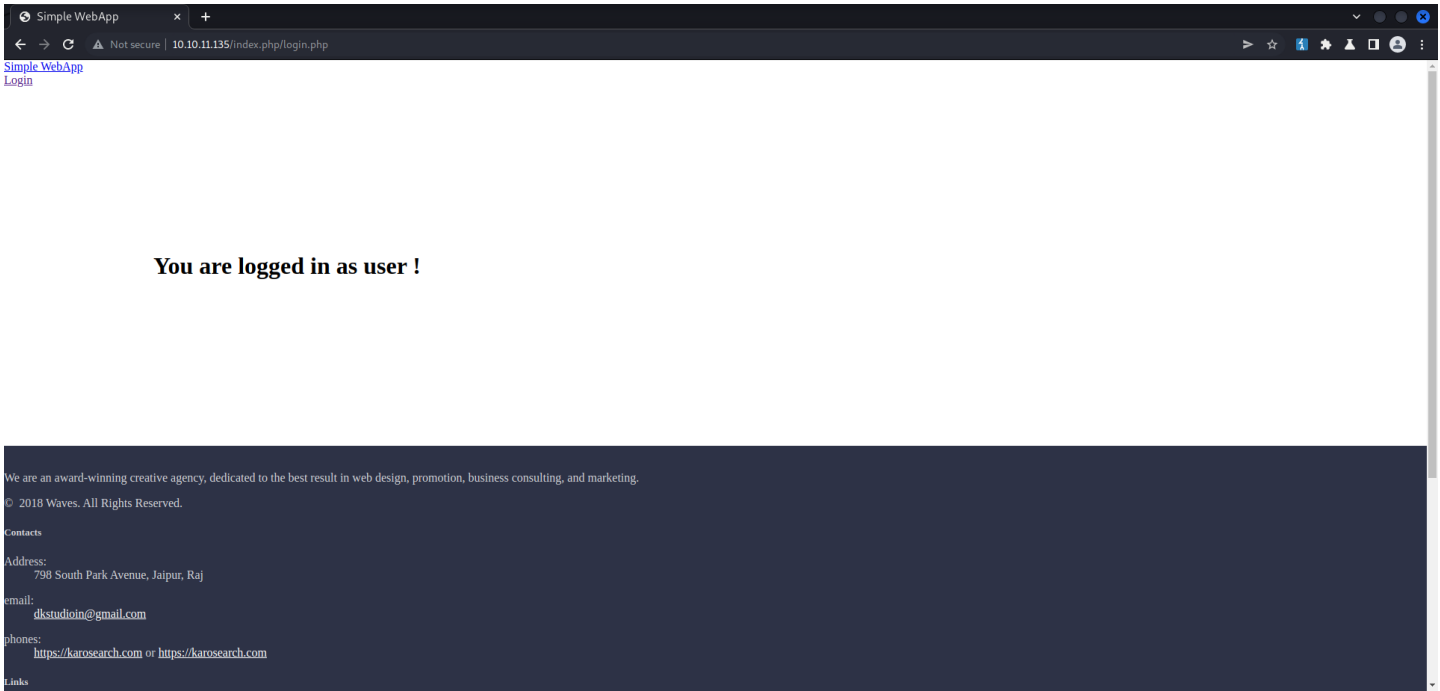 Simple WebApp
Not secure 10.10.11.135/index.php/login.php
Simple WebApp
Login
You are logged in as user !
We are an award-winning creative agency, dedicated to the best result in web design, promotion, business consulting, and marketing.
© 2018 Waves. All Rights Reserved.
Contacts
Address:
798 South Park Avenue, Jaipur, Raj
email:
dkstudioin@gmail.com
phones:
https://karosearch.com or https://karosearch.com
Links